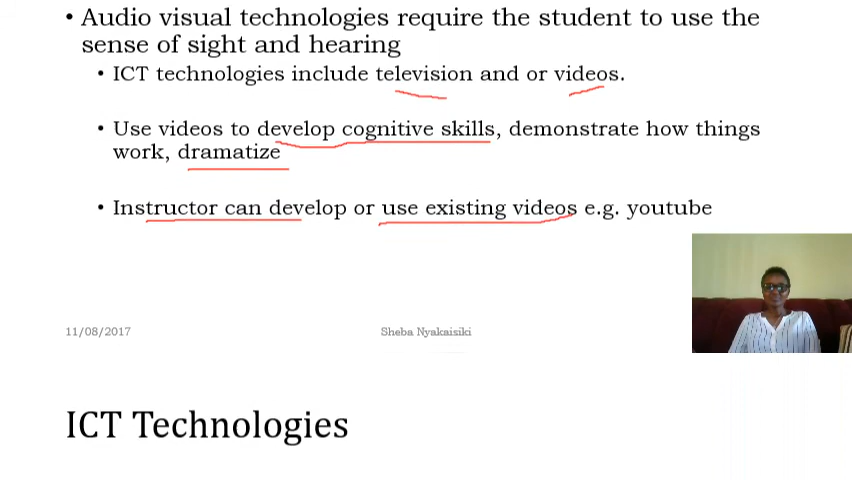 • Audio visual technologies require the student to use the
sense of sight and hearing
• ICT technologies include television and or videos.
• Use videos to develop cognitive skills, demonstrate how things
work, dramatize
• Instructor can develop or use existing videos e.g. youtube
11/08/2017
Sheba Nyakaisiki
ICT Technologies